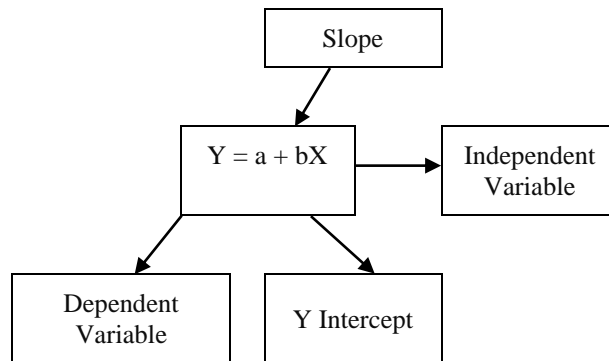 Slope
Y = a + bX
Independent
Variable
Dependent
Variable
Y Intercept